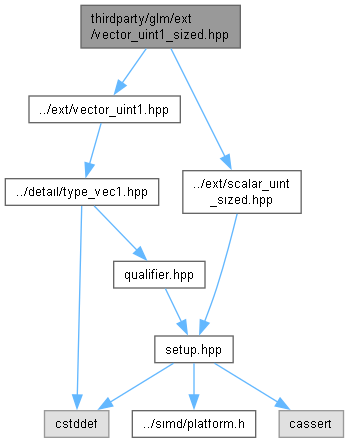 thirdparty/glm/ext
/vector_uint1_sized.hpp
../ext/vector_uint1.hpp
../detail/type_vec1.hpp
../ext/scalar_uint
_sized.hpp
qualifier.hpp
setup.hpp
cstddef
../simd/platform.h
cassert